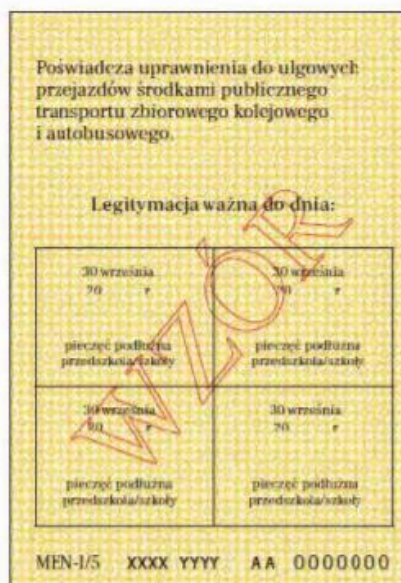 Poświadcza uprawnienia do ulgowych
przejazdów środkami publicznego
transportu zbiorowego kolejowego
i autobusowego.
Legitymacja ważna do dnia:
30 września
20 r
pieczęć podłużna
przedszkola/szkoły
30 września
20 r
pieczęć podłużna
przedszkola/szkoły
30 września
20 r
pieczęć podłużna
przedszkola/szkoły
30 września
20 r
pieczęć podłużna
przedszkola/szkoły
WZÓR
MEN-I/5 XXXX YYYY AA 0000000